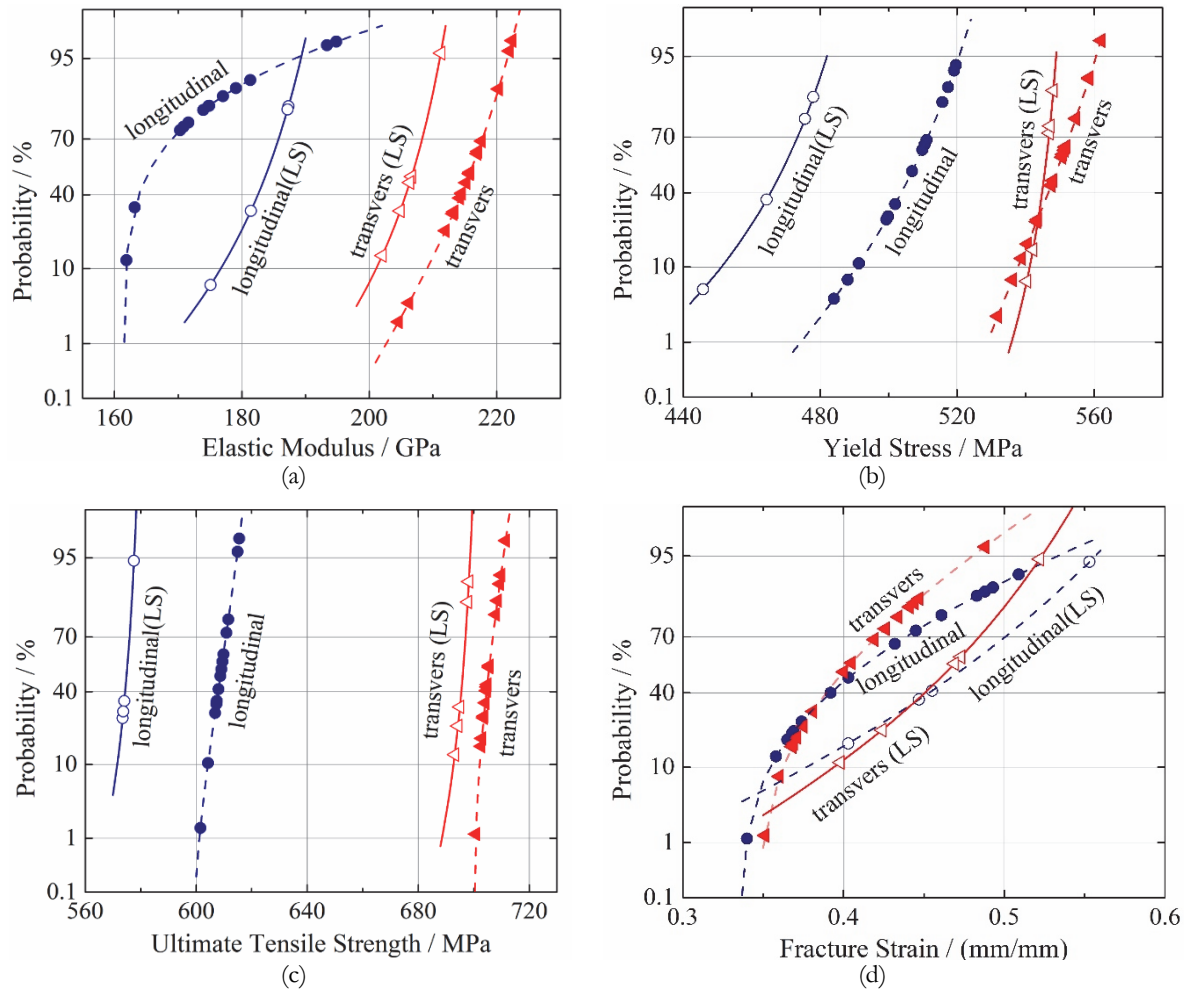 95
70
40
10
1
0.1
Probability / %
longitudinal
longitudinal(LS)
transvers (LS)
transvers
160
180
200
220
Elastic Modulus / GPa
(a)
95
70
40
10
1
0.1
Probability / %
longitudinal(LS)
longitudinal
transvers (LS)
transvers
440
480
520
560
Yield Stress / MPa
(b)
95
70
40
10
1
0.1
Probability / %
longitudinal(LS)
longitudinal
transvers (LS)
transvers
560
600
640
680
720
Ultimate Tensile Strength / MPa
(c)
95
70
40
10
1
0.1
Probability / %
transvers
longitudinal
longitudinal(LS)
transvers (LS)
0.3
0.4
0.5
0.6
Fracture Strain / (mm/mm)
(d)